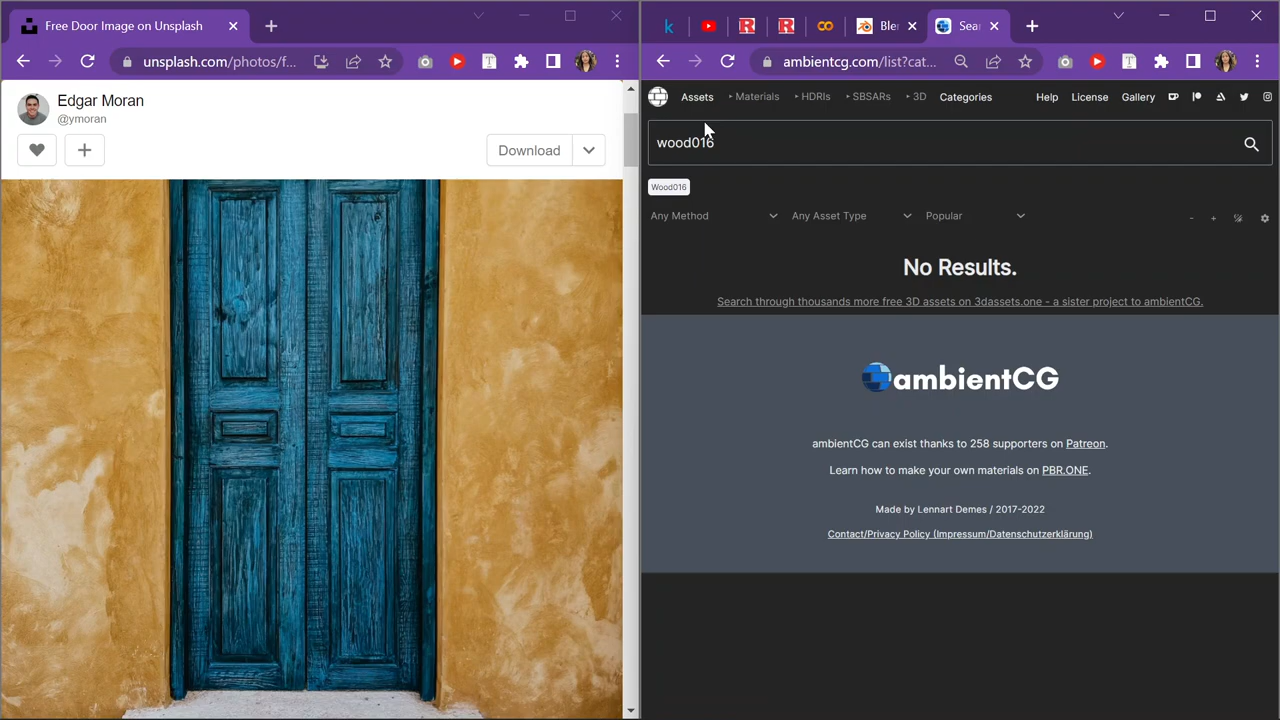 Free Door Image on Unsplash
unsplash.com/photos/f...
Edgar Moran
@ymoran
Download
Bler
Sea
ambientcg.com/list?cat...
Assets
Materials
HDRIs
SBSARs
3D
Categories
Help
License
Gallery
wood016
Wood016
Any Method
Any Asset Type
Popular
-
+
No Results.
Search through thousands more free 3D assets on 3dassets.one - a sister project to ambientCG.
ambientCG
ambientCG can exist thanks to 258 supporters on Patreon.
Learn how to make your own materials on PBR.ONE.
Made by Lennart Demes / 2017-2022
Contact/Privacy Policy (Impressum/Datenschutzerklärung)